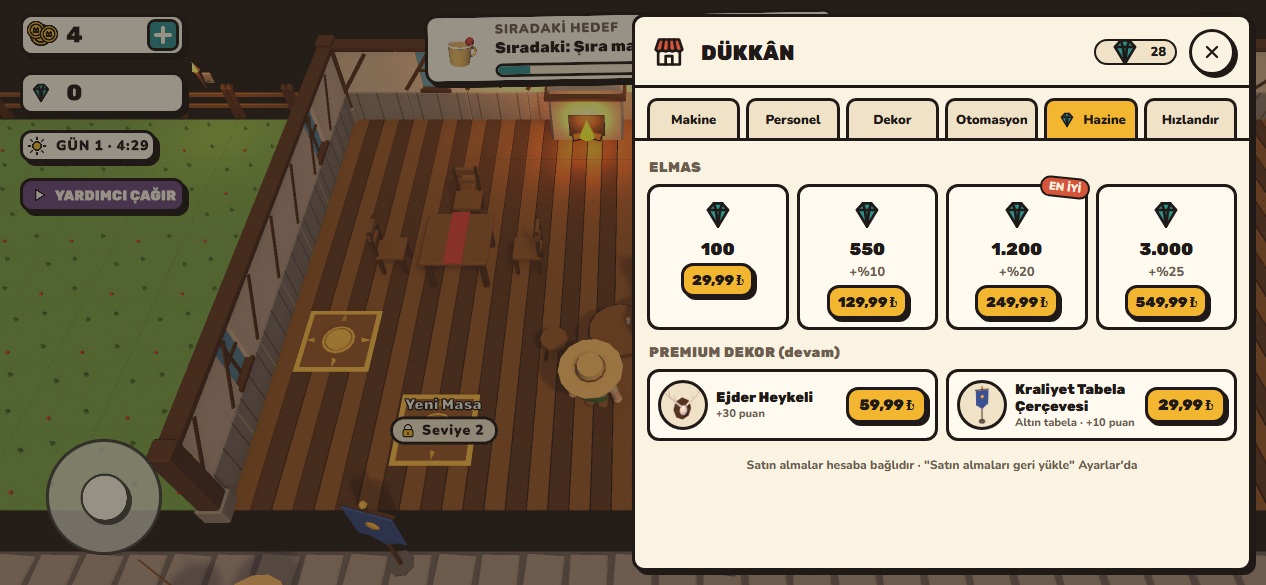 4
0
GÜN 1 · 4:29
YARDIMCI ÇAĞIR
SIRADAKİ HEDEF
Sıradaki: Şıra
Yeni Masa
Seviye 2
DÜKKÂN
28
Makine
Personel
Dekor
Otomasyon
Hazine
Hızlandır
ELMAS
100
29,99 ₺
550
+%10
129,99 ₺
EN İYİ
1.200
+%20
249,99 ₺
3.000
+%25
549,99 ₺
PREMIUM DEKOR (devam)
Ejder Heykeli
+30 puan
59,99 ₺
Kraliyet Tabela
Çerçevesi
Altın tabela · +10 puan
29,99 ₺
Satın almalar hesaba bağlıdır · "Satın almaları geri yükle" Ayarlar'da